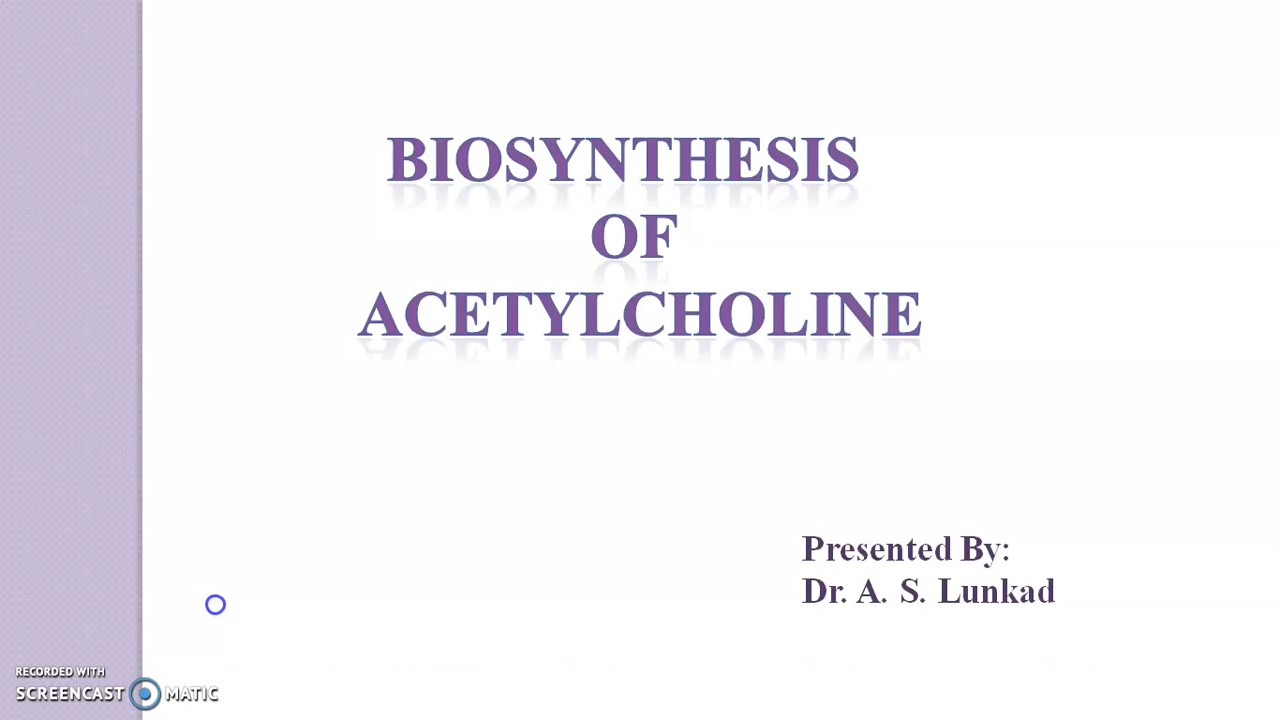 BIOSYNTHESIS
OF
ACETYLCHOLINE
Presented By:
Dr. A. S. Lunkad
RECORDED WITH
SCREENCAST MATIC